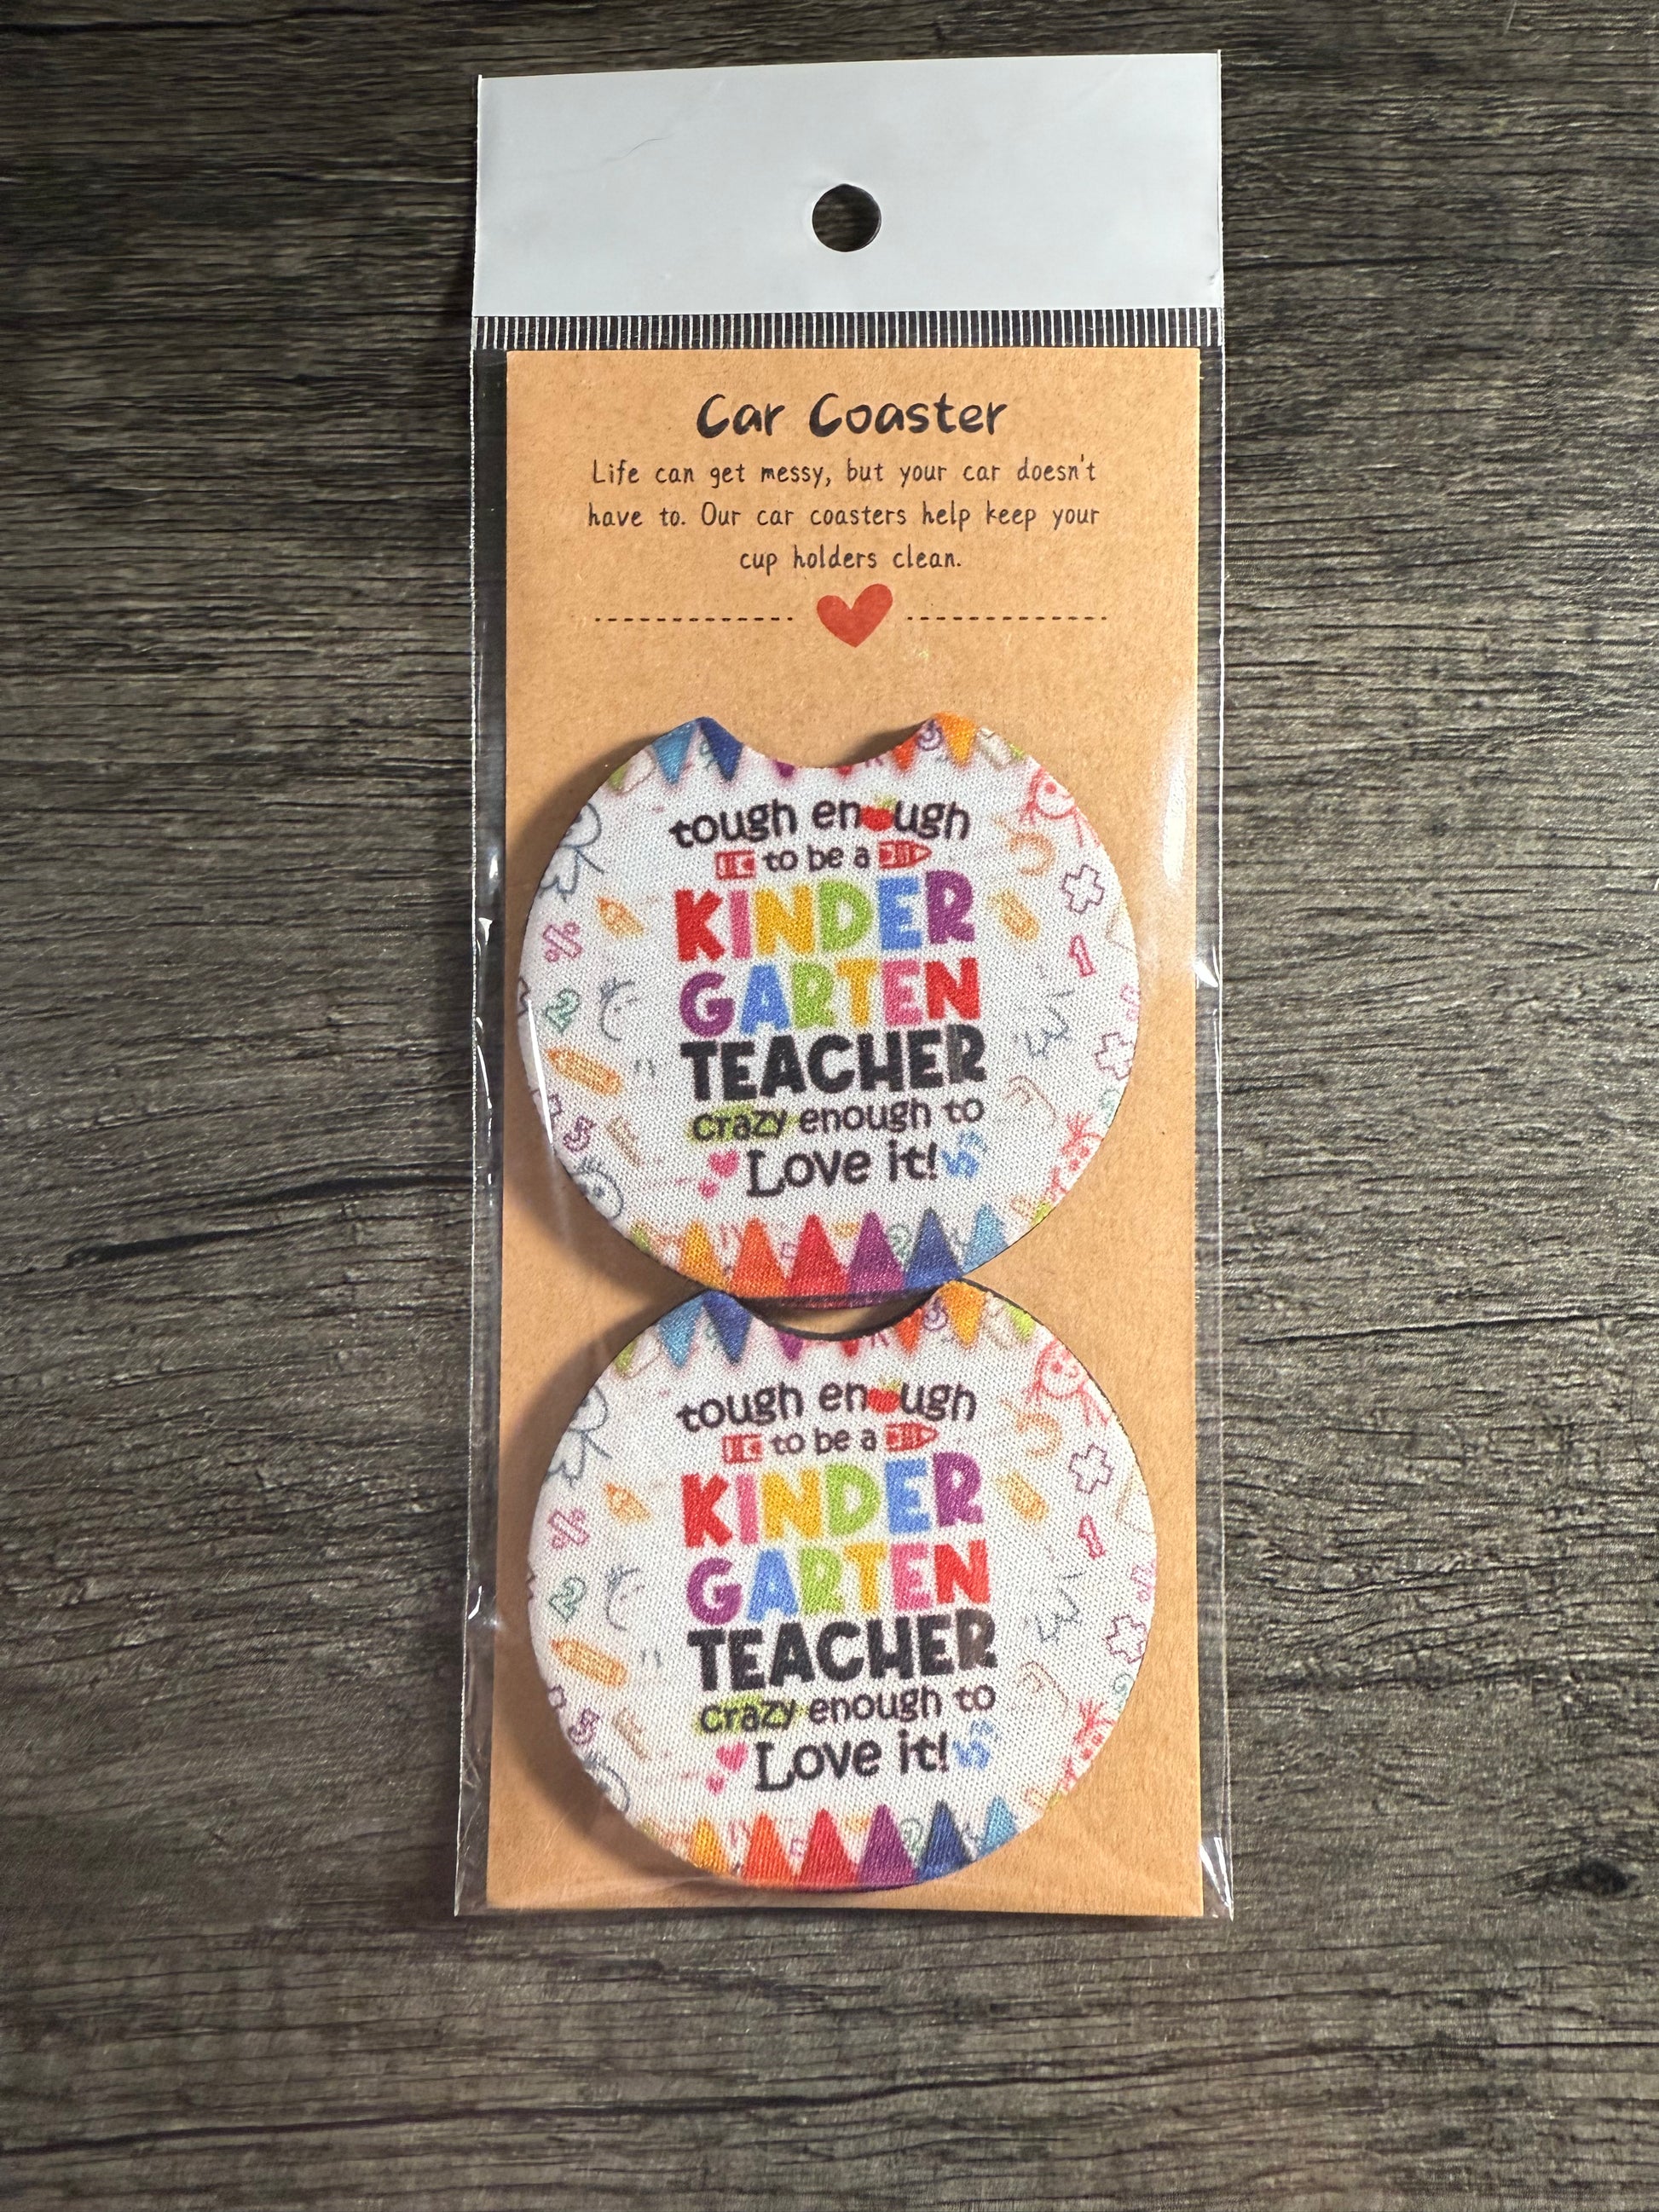 Car Coaster
Life can get messy, but your car doesn't
have to. Our car coasters help keep your
cup holders clean.
tough enough
to be a
KINDER
GARTEN
TEACHER
crazy enough to
Love it!
tough enough
to be a
KINDER
GARTEN
TEACHER
crazy enough to
Love it!